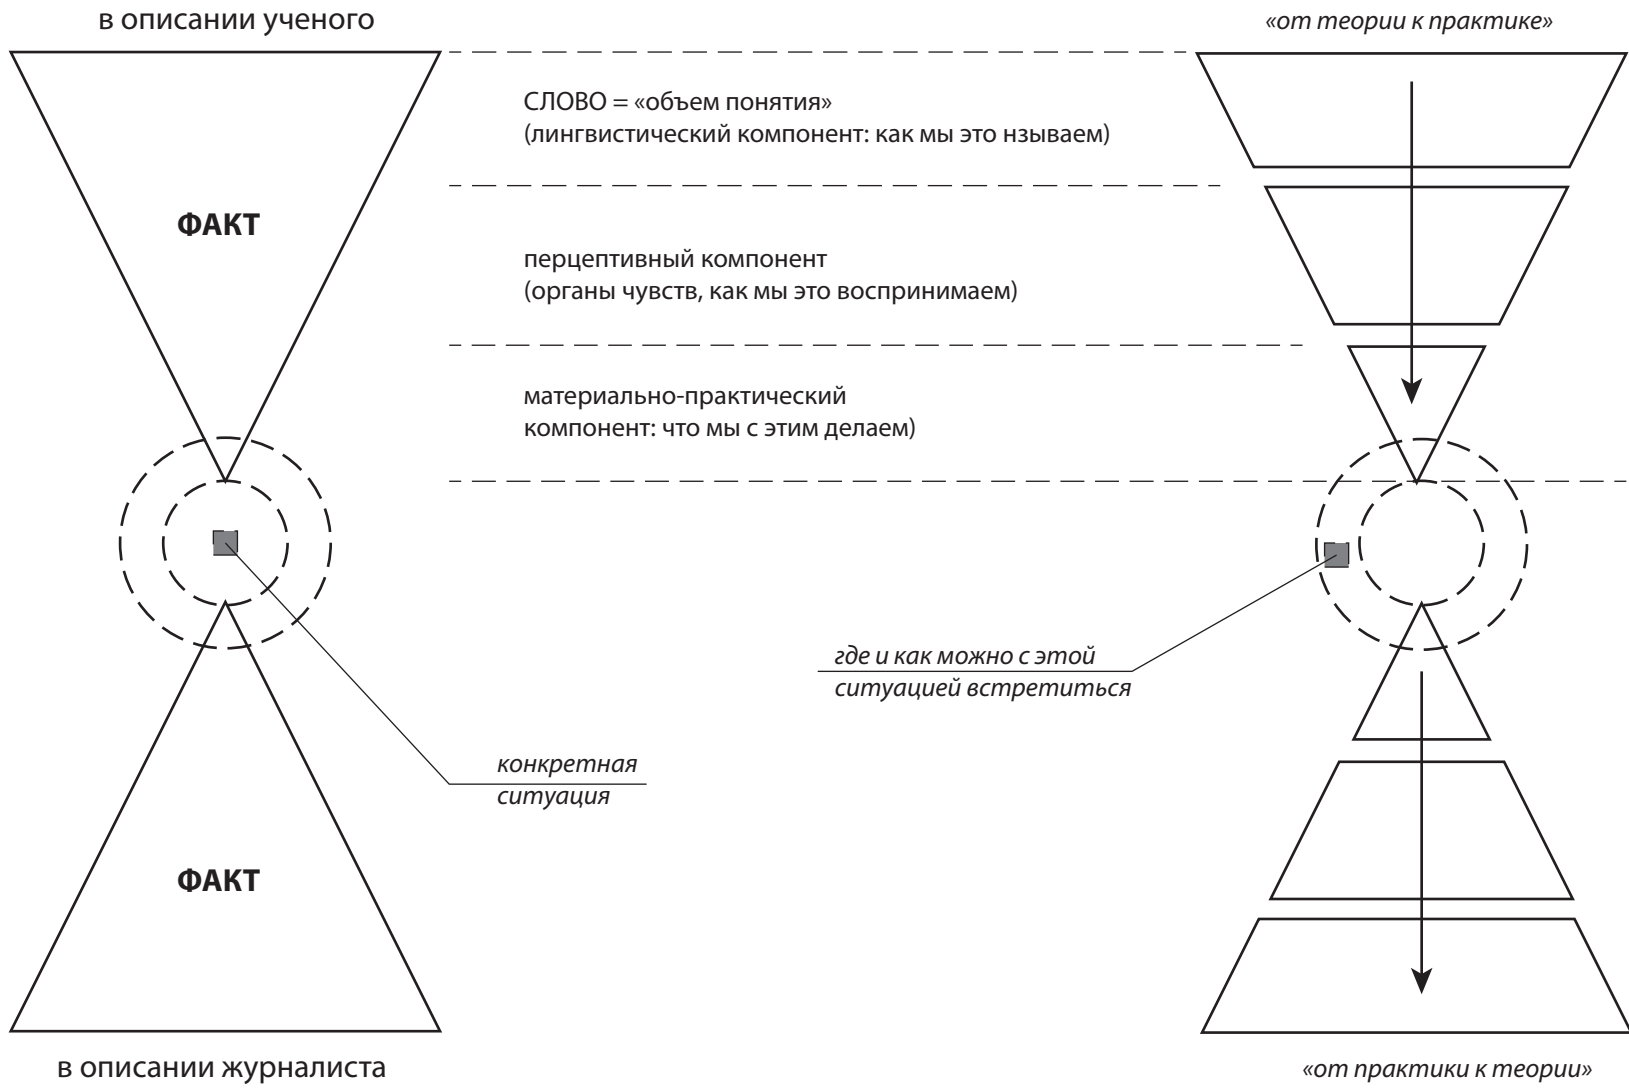 в описании ученого
«от теории к практике»
СЛОВО = «объем понятия»
(лингвистический компонент: как мы это нзываем)
ФАКТ
перцептивный компонент
(органы чувств, как мы это воспринимаем)
материально-практический
компонент: что мы с этим делаем)
где и как можно с этой
ситуацией встретиться
конкретная
ситуация
ФАКТ
в описании журналиста
«от практики к теории»